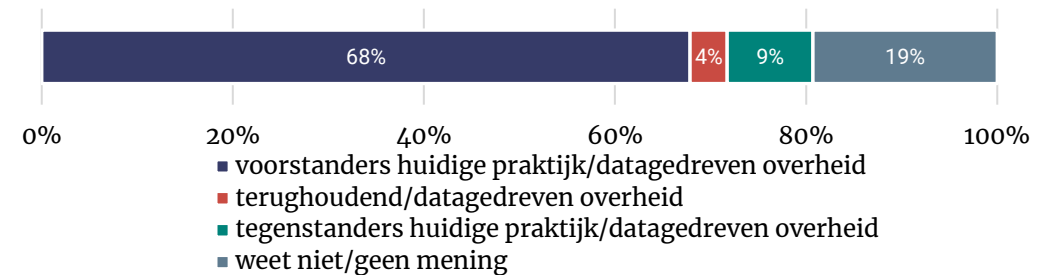 68% 4% 9% 19%
0% 20% 40% 60% 80% 100%
voorstanders huidige praktijk/datagedreven overheid
terughoudend/datagedreven overheid
tegenstanders huidige praktijk/datagedreven overheid
weet niet/geen mening